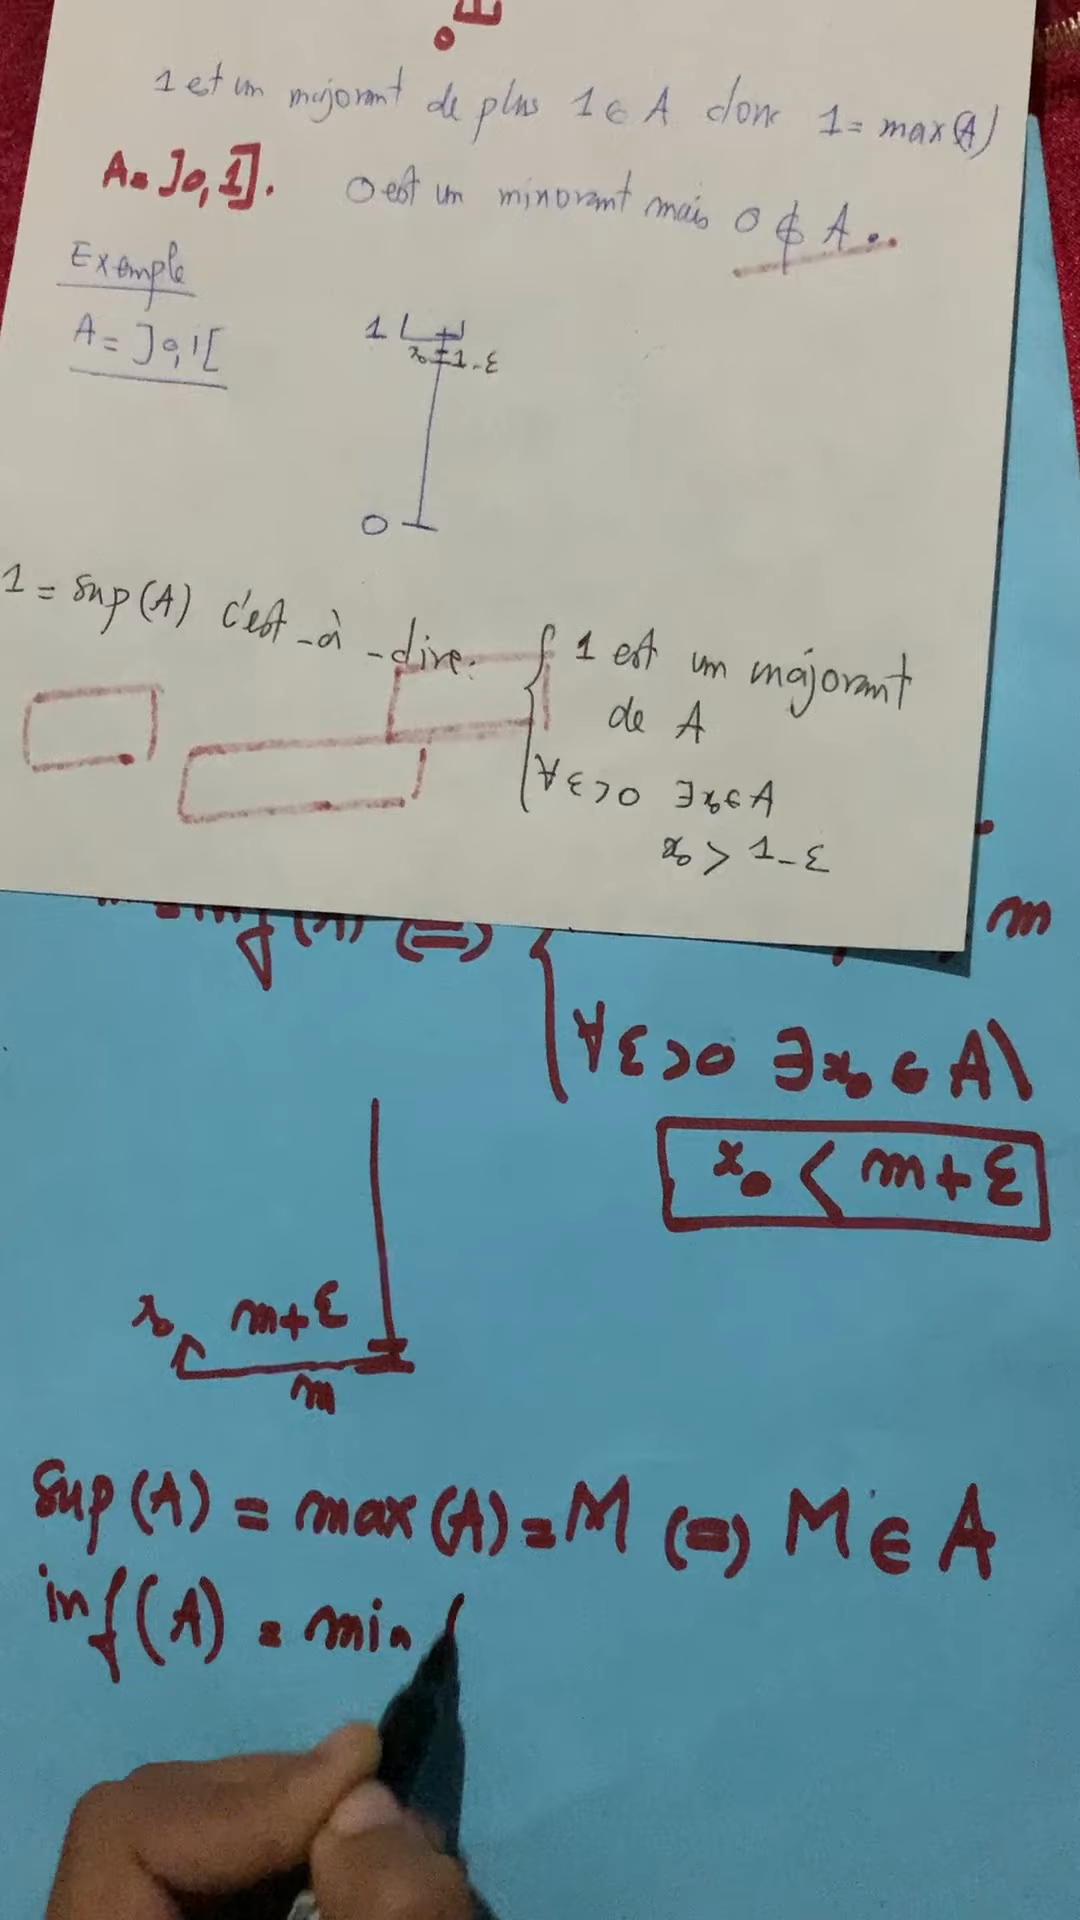 1 est un majorant de plus 1 ∈ A donc 1 = max(A)
A = ]0,1]. 0 est un minorant mais 0 ∉ A..
Exemple
A = ]0,1[
1
x₀ 1-ε
0
1 = sup(A) c'est-à-dire.
1 est un majorant
de A
∀ε>0 ∃x₀∈A
x₀ > 1-ε
inf(A) (=) m
∀ε>0 ∃x₀ ∈ A \
x₀ < m+ε
x₀ m+ε
m
Sup(A) = max(A) = M (=) M ∈ A
inf(A) = min (